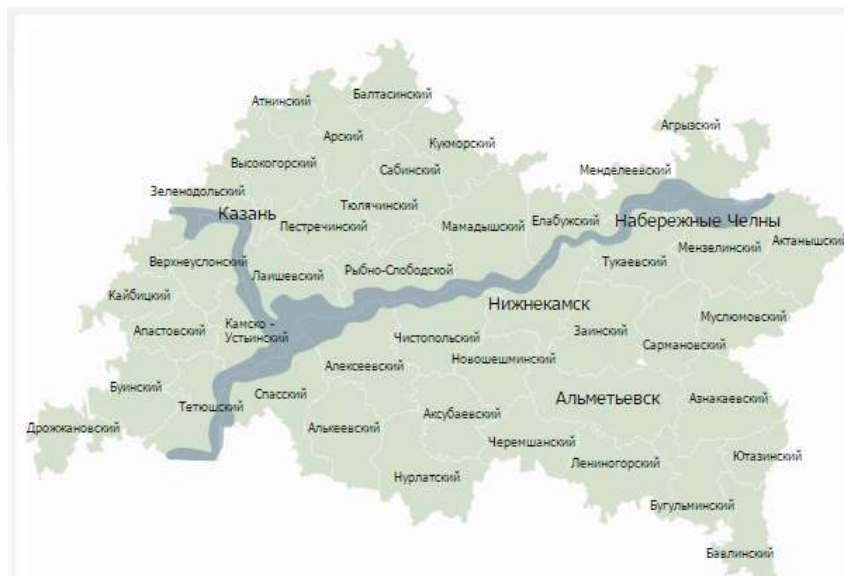 Балтасинский
Атнинский
Агрызский
Арский
Кукморский
Высокогорский
Сабинский
Менделеевский
Зеленодольский
Тюлячинский
Казань
Пестречинский
Мамадышский
Елабужский
Набережные Челны
Мензелинский
Актанышский
Верхнеуслонский
Лаишевский
Рыбно-Слободской
Тукаевский
Кайбицкий
Нижнекамск
Муслюмовский
Апастовский
Камско -
Устьинский
Чистопольский
Заинский
Сармановский
Новошешминский
Алексеевский
Буинский
Спасский
Альметьевск
Азнакаевский
Тетюшский
Аксубаевский
Дрожжановский
Алькеевский
Черемшанский
Ютазинский
Лениногорский
Нурлатский
Бугульминский
Бавлинский